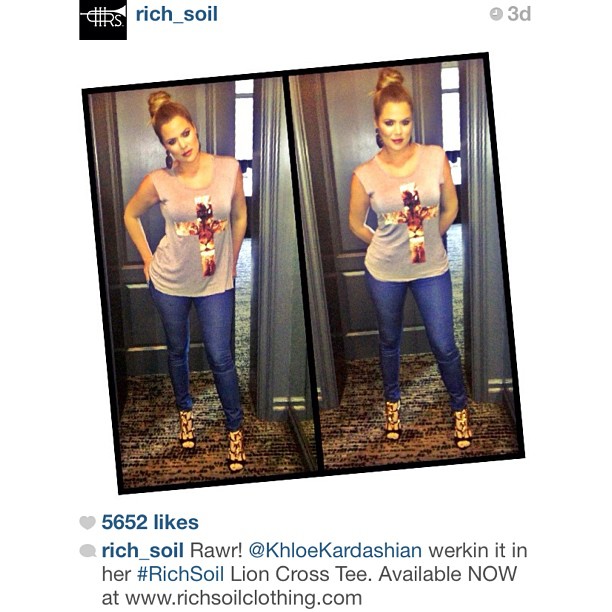 HRS.
rich_soil
3d
5652 likes
rich_soil Rawr! @KhloeKardashian werkin it in
her #RichSoil Lion Cross Tee. Available NOW
at www.richsoilclothing.com